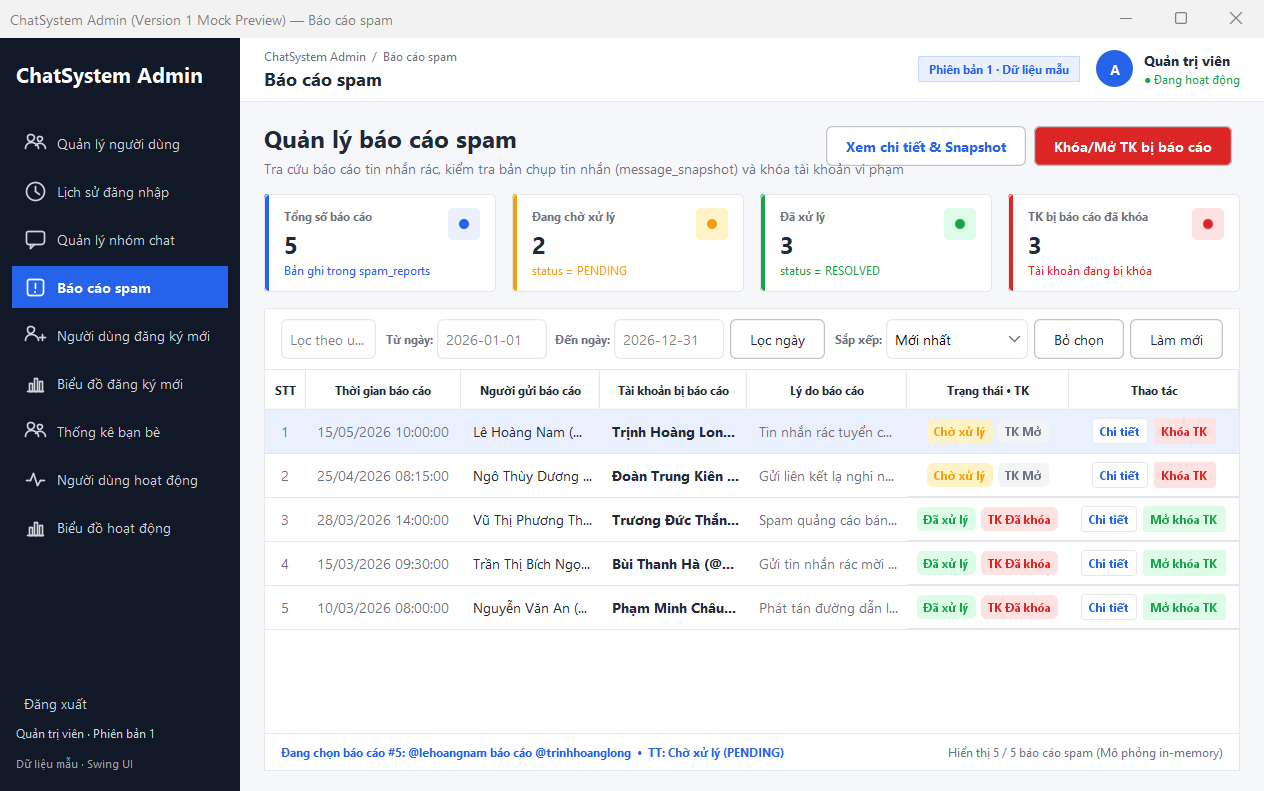 ChatSystem Admin (Version 1 Mock Preview) — Báo cáo spam
ChatSystem Admin
Quản lý người dùng
Lịch sử đăng nhập
Quản lý nhóm chat
Báo cáo spam
Người dùng đăng ký mới
Biểu đồ đăng ký mới
Thống kê bạn bè
Người dùng hoạt động
Biểu đồ hoạt động
Đăng xuất
Quản trị viên · Phiên bản 1
Dữ liệu mẫu · Swing UI
ChatSystem Admin / Báo cáo spam
Báo cáo spam
Phiên bản 1 · Dữ liệu mẫu
A
Quản trị viên
● Đang hoạt động
Quản lý báo cáo spam
Tra cứu báo cáo tin nhắn rác, kiểm tra bản chụp tin nhắn (message_snapshot) và khóa tài khoản vi phạm
Xem chi tiết & Snapshot
Khóa/Mở TK bị báo cáo
Tổng số báo cáo
5
Bản ghi trong spam_reports
Đang chờ xử lý
2
status = PENDING
Đã xử lý
3
status = RESOLVED
TK bị báo cáo đã khóa
3
Tài khoản đang bị khóa
Lọc theo u... Từ ngày: 2026-01-01 Đến ngày: 2026-12-31 Lọc ngày Sắp xếp: Mới nhất Bỏ chọn Làm mới
STT Thời gian báo cáo Người gửi báo cáo Tài khoản bị báo cáo Lý do báo cáo Trạng thái • TK Thao tác
1 15/05/2026 10:00:00 Lê Hoàng Nam (... Trịnh Hoàng Lon... Tin nhắn rác tuyển c... Chờ xử lý TK Mở Chi tiết Khóa TK
2 25/04/2026 08:15:00 Ngô Thùy Dương ... Đoàn Trung Kiên ... Gửi liên kết lạ nghi n... Chờ xử lý TK Mở Chi tiết Khóa TK
3 28/03/2026 14:00:00 Vũ Thị Phương Th... Trương Đức Thắn... Spam quảng cáo bán... Đã xử lý TK Đã khóa Chi tiết Mở khóa TK
4 15/03/2026 09:30:00 Trần Thị Bích Ngọ... Bùi Thanh Hà (@... Gửi tin nhắn rác mời ... Đã xử lý TK Đã khóa Chi tiết Mở khóa TK
5 10/03/2026 08:00:00 Nguyễn Văn An (... Phạm Minh Châu... Phát tán đường dẫn l... Đã xử lý TK Đã khóa Chi tiết Mở khóa TK
Đang chọn báo cáo #5: @lehoangnam báo cáo @trinhhoanglong • TT: Chờ xử lý (PENDING)
Hiển thị 5 / 5 báo cáo spam (Mô phỏng in-memory)